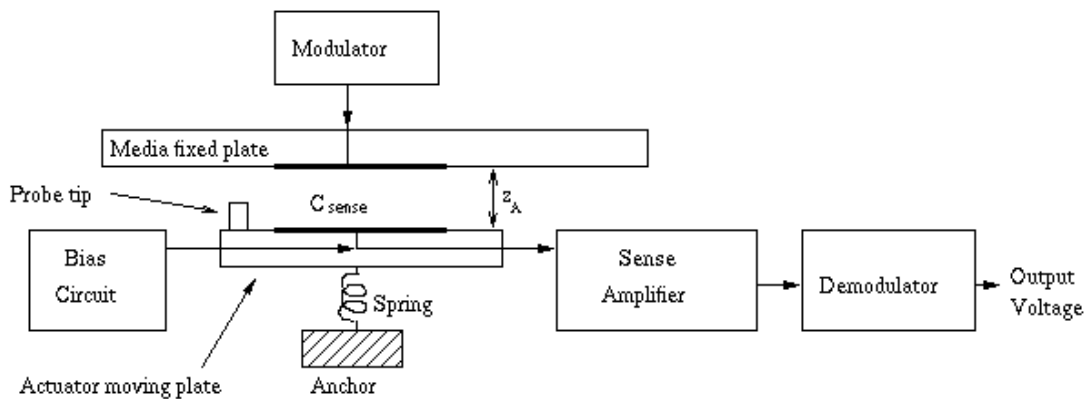 Modulator
Media fixed plate
Probe tip
C sense
z A
Bias
Circuit
Sense
Amplifier
Demodulator
Output
Voltage
Spring
Actuator moving plate
Anchor